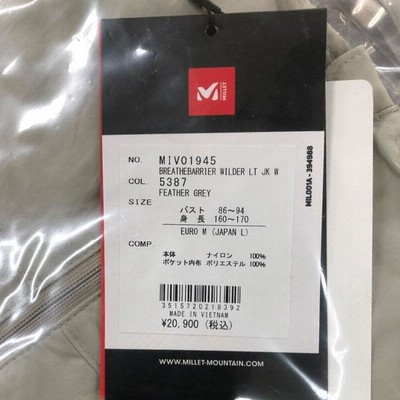 MILLET
NO. MIV01945
BREATHEBARRIER WILDER LT JK W
COL. 5387
FEATHER GREY
SIZE
バスト 86～94
身 長 160～170
EURO M (JAPAN L)
COMP.
本体 ナイロン 100%
ポケット内布 ポリエステル 100%
3515720218392
MADE IN VIETNAM
¥20,900 (税込)
WWW.MILLET-MOUNTAIN.COM
MIL001A - 394988